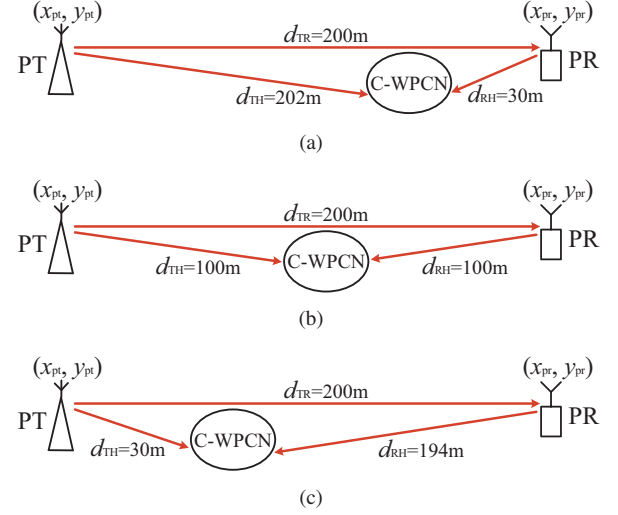 (xpt, ypt) (xpr, ypr)
dTR=200m
PT C-WPCN PR
dTH=202m dRH=30m
(a)
(xpt, ypt) (xpr, ypr)
dTR=200m
PT PR
dTH=100m C-WPCN dRH=100m
(b)
(xpt, ypt) (xpr, ypr)
dTR=200m
PT PR
dTH=30m C-WPCN dRH=194m
(c)